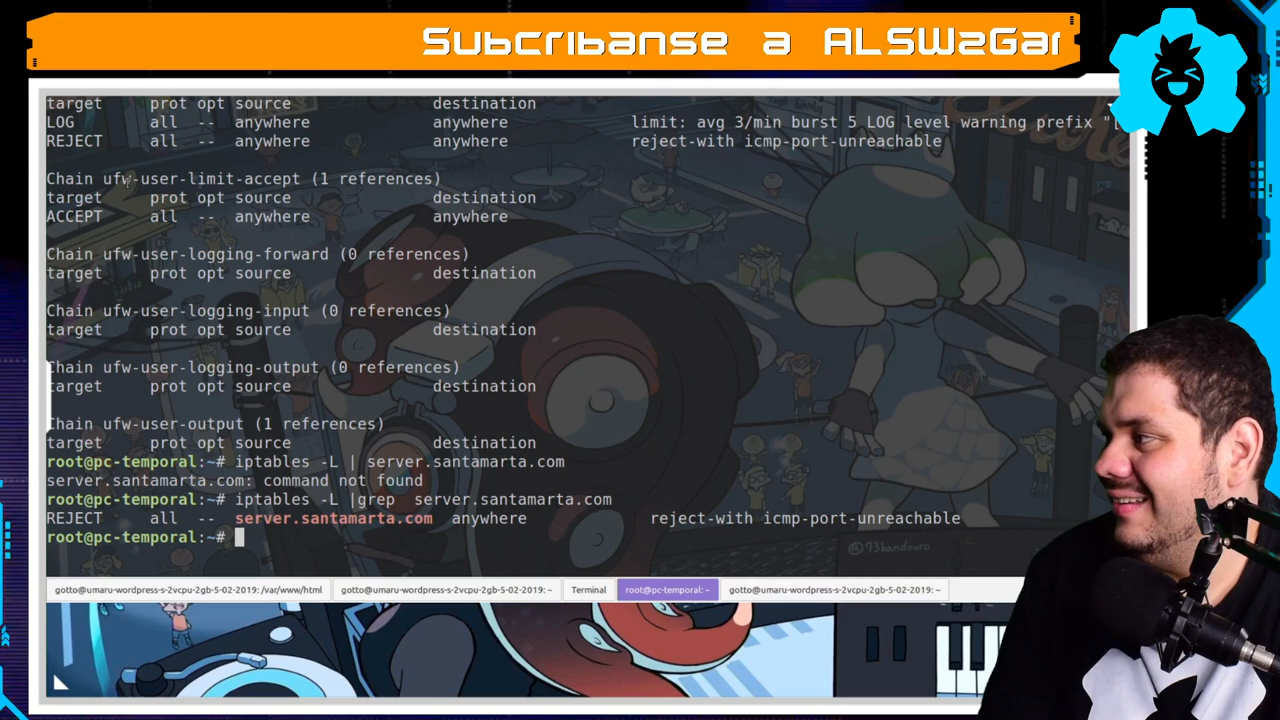 Subcribanse a ALSW2Gar
target prot opt source destination
LOG all -- anywhere anywhere limit: avg 3/min burst 5 LOG level warning prefix "[
REJECT all -- anywhere anywhere reject-with icmp-port-unreachable
Chain ufw-user-limit-accept (1 references)
target prot opt source destination
ACCEPT all -- anywhere anywhere
Chain ufw-user-logging-forward (0 references)
target prot opt source destination
Chain ufw-user-logging-input (0 references)
target prot opt source destination
Chain ufw-user-logging-output (0 references)
target prot opt source destination
Chain ufw-user-output (1 references)
target prot opt source destination
root@pc-temporal:~# iptables -L | server.santamarta.com
server.santamarta.com: command not found
root@pc-temporal:~# iptables -L |grep server.santamarta.com
REJECT all -- server.santamarta.com anywhere reject-with icmp-port-unreachable
root@pc-temporal:~#
@73bandouro
gotto@umaru-wordpress-s-2vcpu-2gb-5-02-2019: /var/www/html gotto@umaru-wordpress-s-2vcpu-2gb-5-02-2019: ~ Terminal root@pc-temporal: ~ gotto@umaru-wordpress-s-2vcpu-2gb-5-02-2019: ~